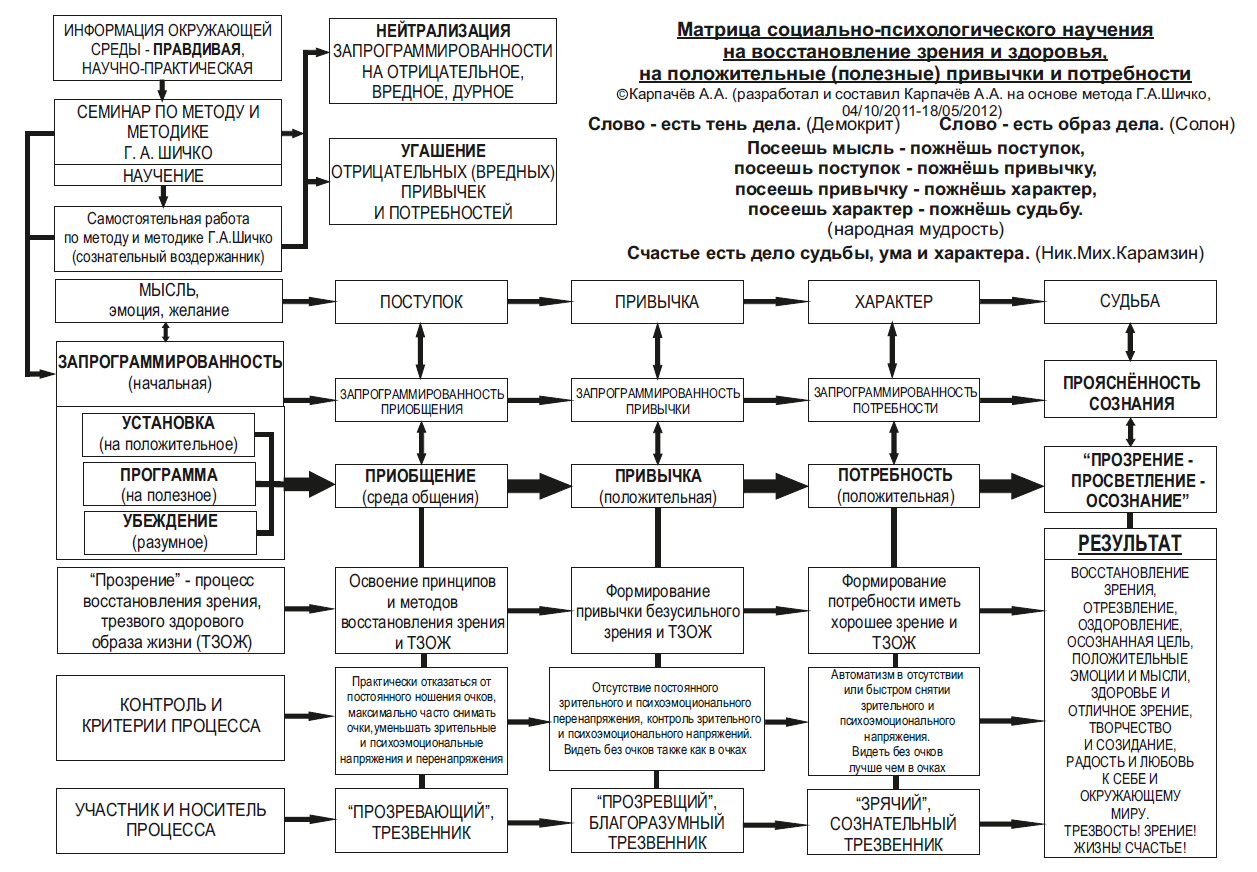 ИНФОРМАЦИЯ ОКРУЖАЮЩЕЙ
СРЕДЫ - ПРАВДИВАЯ,
НАУЧНО-ПРАКТИЧЕСКАЯ
СЕМИНАР ПО МЕТОДУ И
МЕТОДИКЕ
Г. А. ШИЧКО
НАУЧЕНИЕ
Самостоятельная работа
по методу и методике Г.А.Шичко
(сознательный воздержанник)
НЕЙТРАЛИЗАЦИЯ
ЗАПРОГРАММИРОВАННОСТИ
НА ОТРИЦАТЕЛЬНОЕ,
ВРЕДНОЕ, ДУРНОЕ
УГАШЕНИЕ
ОТРИЦАТЕЛЬНЫХ (ВРЕДНЫХ)
ПРИВЫЧЕК
И ПОТРЕБНОСТЕЙ
Матрица социально-психологического научения
на восстановление зрения и здоровья,
на положительные (полезные) привычки и потребности
©Карпачёв А.А. (разработал и составил Карпачёв А.А. на основе метода Г.А.Шичко,
04/10/2011-18/05/2012)
Слово - есть тень дела. (Демокрит) Слово - есть образ дела. (Солон)
Посеешь мысль - пожнёшь поступок,
посеешь поступок - пожнёшь привычку,
посеешь привычку - пожнёшь характер,
посеешь характер - пожнёшь судьбу.
(народная мудрость)
Счастье есть дело судьбы, ума и характера. (Ник.Мих.Карамзин)
МЫСЛЬ,
эмоция, желание
ПОСТУПОК
ПРИВЫЧКА
ХАРАКТЕР
СУДЬБА
ЗАПРОГРАММИРОВАННОСТЬ
(начальная)
ЗАПРОГРАММИРОВАННОСТЬ
ПРИОБЩЕНИЯ
ЗАПРОГРАММИРОВАННОСТЬ
ПРИВЫЧКИ
ЗАПРОГРАММИРОВАННОСТЬ
ПОТРЕБНОСТИ
ПРОЯСНЁННОСТЬ
СОЗНАНИЯ
УСТАНОВКА
(на положительное)
ПРОГРАММА
(на полезное)
УБЕЖДЕНИЕ
(разумное)
ПРИОБЩЕНИЕ
(среда общения)
ПРИВЫЧКА
(положительная)
ПОТРЕБНОСТЬ
(положительная)
“ПРОЗРЕНИЕ -
ПРОСВЕТЛЕНИЕ -
ОСОЗНАНИЕ”
“Прозрение” - процесс
восстановления зрения,
трезвого здорового
образа жизни (ТЗОЖ)
Освоение принципов
и методов
восстановления зрения
и ТЗОЖ
Формирование
привычки безусильного
зрения и ТЗОЖ
Формирование
потребности иметь
хорошее зрение и
ТЗОЖ
КОНТРОЛЬ И
КРИТЕРИИ ПРОЦЕССА
Практически отказаться от
постоянного ношения очков,
максимально часто снимать
очки,уменьшать зрительные
и психоэмоциональные
напряжения и перенапряжения
Отсутствие постоянного
зрительного и психоэмоционального
перенапряжения, контроль зрительного
и психоэмоционального напряжений.
Видеть без очков также как в очках
Автоматизм в отсутствии
или быстром снятии
зрительного и
психоэмоционального
напряжения.
Видеть без очков
лучше чем в очках
УЧАСТНИК И НОСИТЕЛЬ
ПРОЦЕССА
“ПРОЗРЕВАЮЩИЙ”,
ТРЕЗВЕННИК
“ПРОЗРЕВЩИЙ”,
БЛАГОРАЗУМНЫЙ
ТРЕЗВЕННИК
“ЗРЯЧИЙ”,
СОЗНАТЕЛЬНЫЙ
ТРЕЗВЕННИК
РЕЗУЛЬТАТ
ВОССТАНОВЛЕНИЕ
ЗРЕНИЯ,
ОТРЕЗВЛЕНИЕ,
ОЗДОРОВЛЕНИЕ,
ОСОЗНАННАЯ ЦЕЛЬ,
ПОЛОЖИТЕЛЬНЫЕ
ЭМОЦИИ И МЫСЛИ,
ЗДОРОВЬЕ И
ОТЛИЧНОЕ ЗРЕНИЕ,
ТВОРЧЕСТВО
И СОЗИДАНИЕ,
РАДОСТЬ И ЛЮБОВЬ
К СЕБЕ И
ОКРУЖАЮЩЕМУ
МИРУ.
ТРЕЗВОСТЬ! ЗРЕНИЕ!
ЖИЗНЬ! СЧАСТЬЕ!